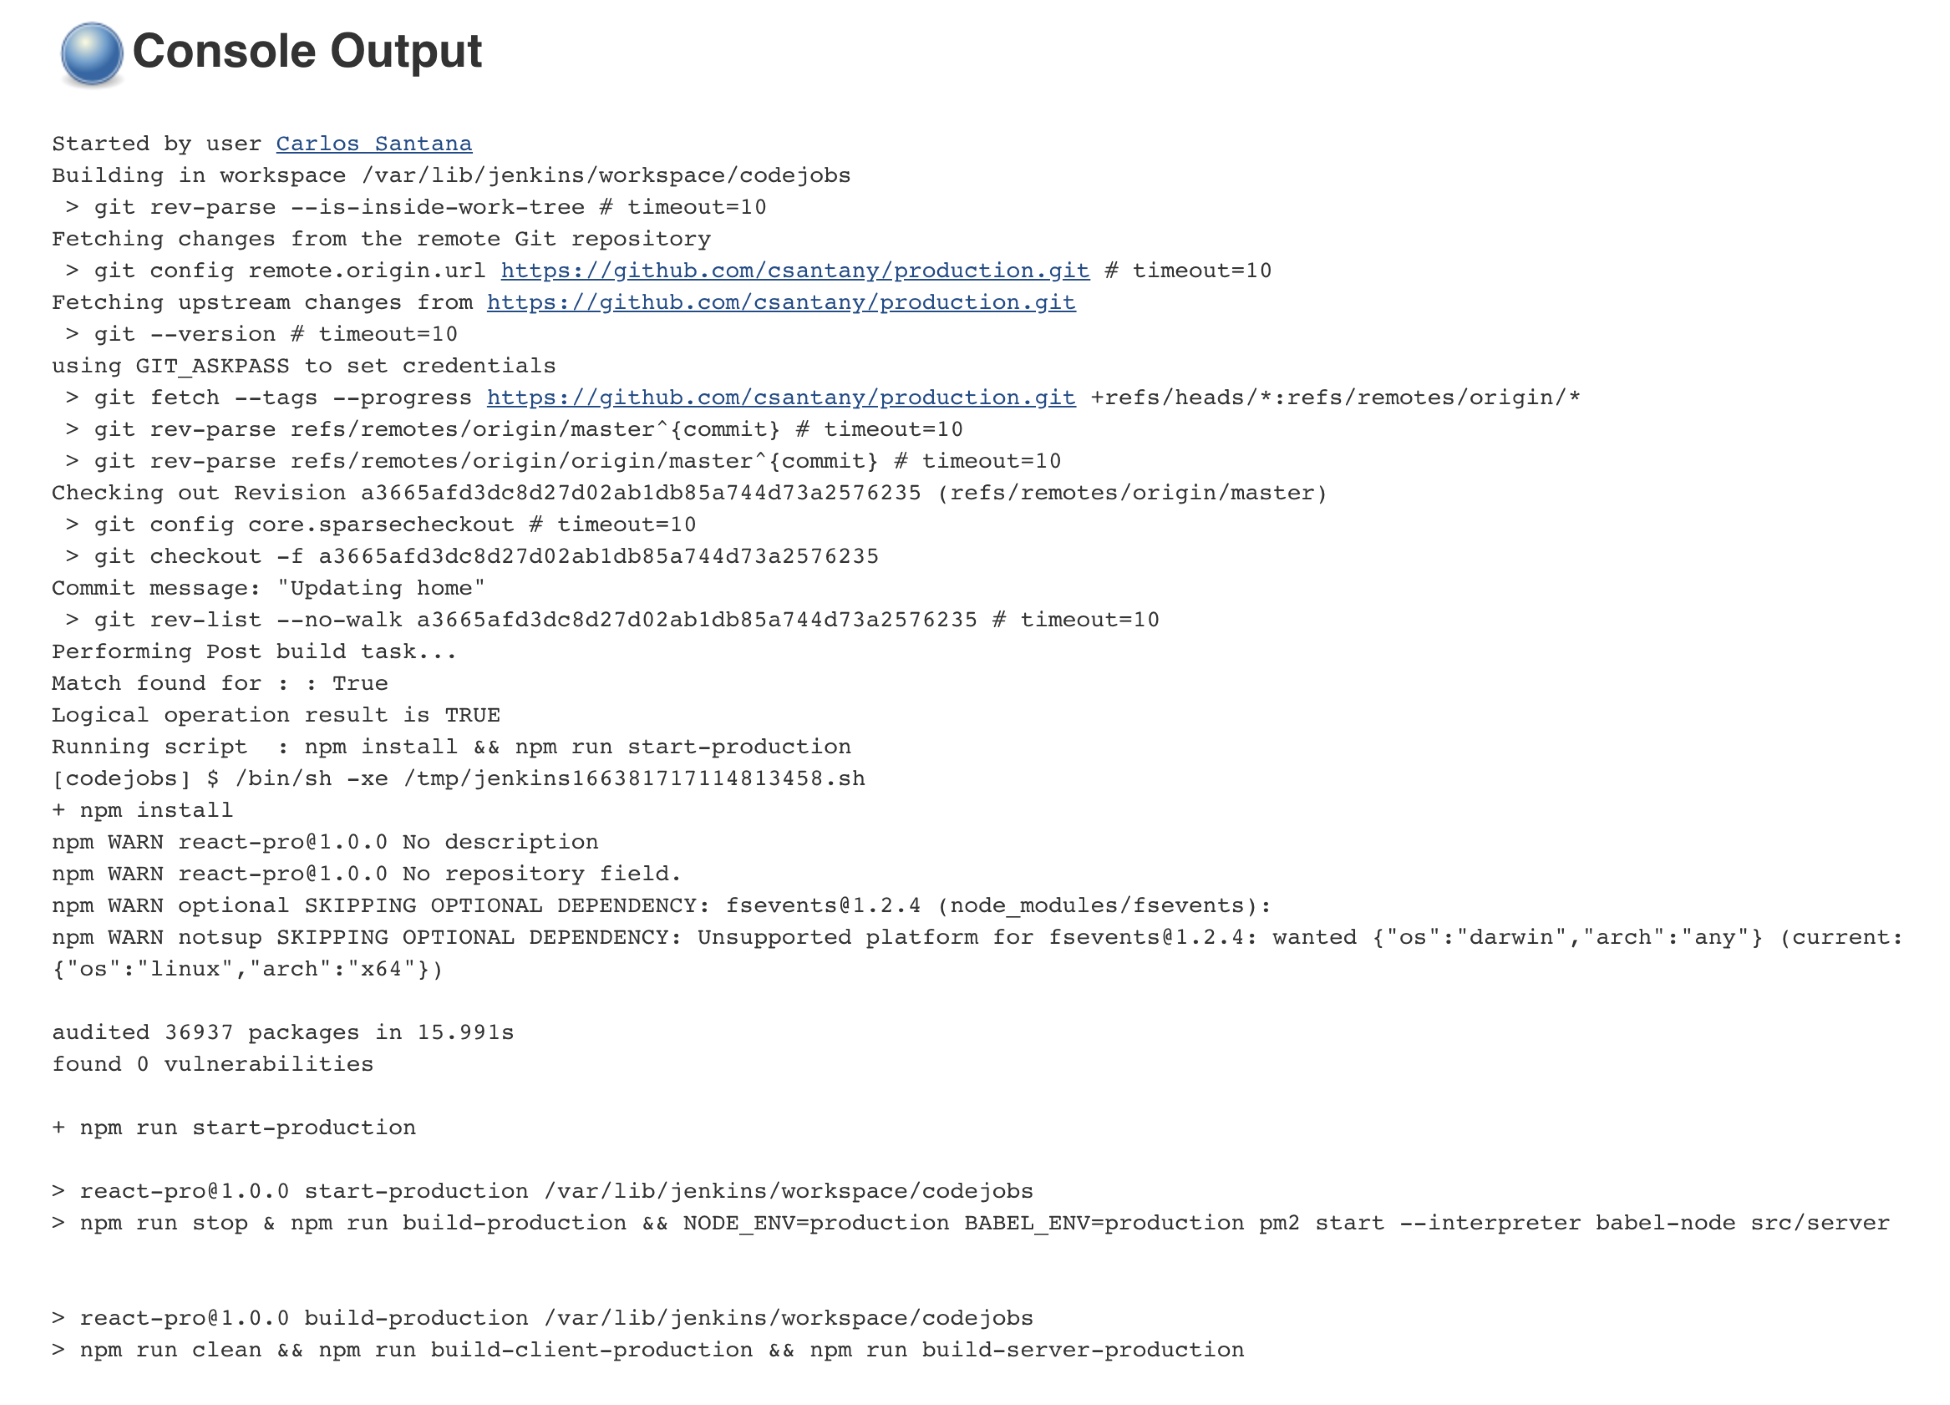 Console Output
Started by user Carlos Santana
Building in workspace /var/lib/jenkins/workspace/codejobs
 > git rev-parse --is-inside-work-tree # timeout=10
Fetching changes from the remote Git repository
 > git config remote.origin.url https://github.com/csantany/production.git # timeout=10
Fetching upstream changes from https://github.com/csantany/production.git
 > git --version # timeout=10
using GIT_ASKPASS to set credentials
 > git fetch --tags --progress https://github.com/csantany/production.git +refs/heads/*:refs/remotes/origin/*
 > git rev-parse refs/remotes/origin/master^{commit} # timeout=10
 > git rev-parse refs/remotes/origin/origin/master^{commit} # timeout=10
Checking out Revision a3665afd3dc8d27d02ab1db85a744d73a2576235 (refs/remotes/origin/master)
 > git config core.sparsecheckout # timeout=10
 > git checkout -f a3665afd3dc8d27d02ab1db85a744d73a2576235
Commit message: "Updating home"
 > git rev-list --no-walk a3665afd3dc8d27d02ab1db85a744d73a2576235 # timeout=10
Performing Post build task...
Match found for : : True
Logical operation result is TRUE
Running script  : npm install && npm run start-production
[codejobs] $ /bin/sh -xe /tmp/jenkins166381717114813458.sh
+ npm install
npm WARN react-pro@1.0.0 No description
npm WARN react-pro@1.0.0 No repository field.
npm WARN optional SKIPPING OPTIONAL DEPENDENCY: fsevents@1.2.4 (node_modules/fsevents):
npm WARN notsup SKIPPING OPTIONAL DEPENDENCY: Unsupported platform for fsevents@1.2.4: wanted {"os":"darwin","arch":"any"} (current:
{"os":"linux","arch":"x64"})
audited 36937 packages in 15.991s
found 0 vulnerabilities
+ npm run start-production
> react-pro@1.0.0 start-production /var/lib/jenkins/workspace/codejobs
> npm run stop & npm run build-production && NODE_ENV=production BABEL_ENV=production pm2 start --interpreter babel-node src/server
> react-pro@1.0.0 build-production /var/lib/jenkins/workspace/codejobs
> npm run clean && npm run build-client-production && npm run build-server-production